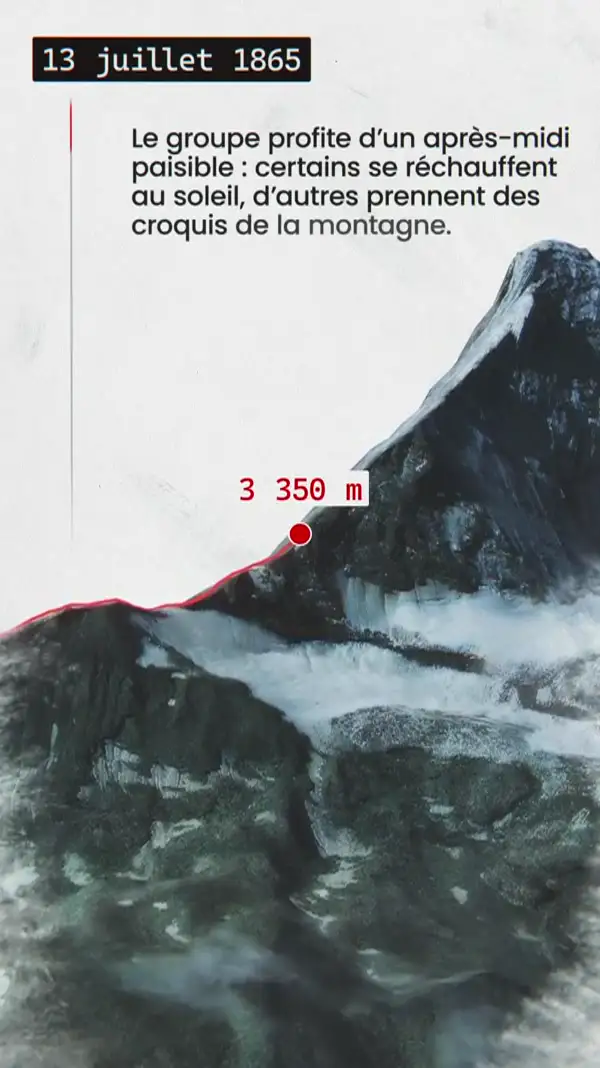 13 juillet 1865
Le groupe profite d’un après-midi
paisible : certains se réchauffent
au soleil, d’autres prennent des
croquis de la montagne.
3 350 m